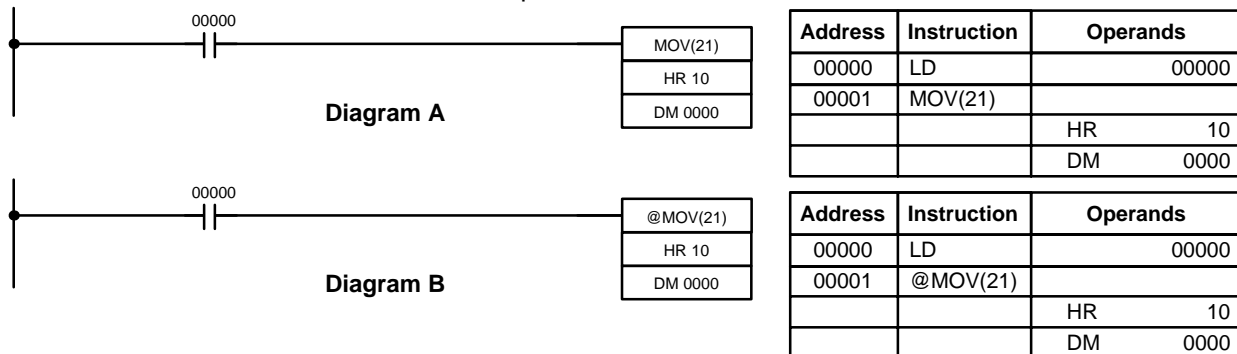 00000
MOV(21)
HR 10
DM 0000
Diagram A
Address Instruction Operands
00000 LD 00000
00001 MOV(21)
HR 10
DM 0000
00000
@MOV(21)
HR 10
DM 0000
Diagram B
Address Instruction Operands
00000 LD 00000
00001 @MOV(21)
HR 10
DM 0000